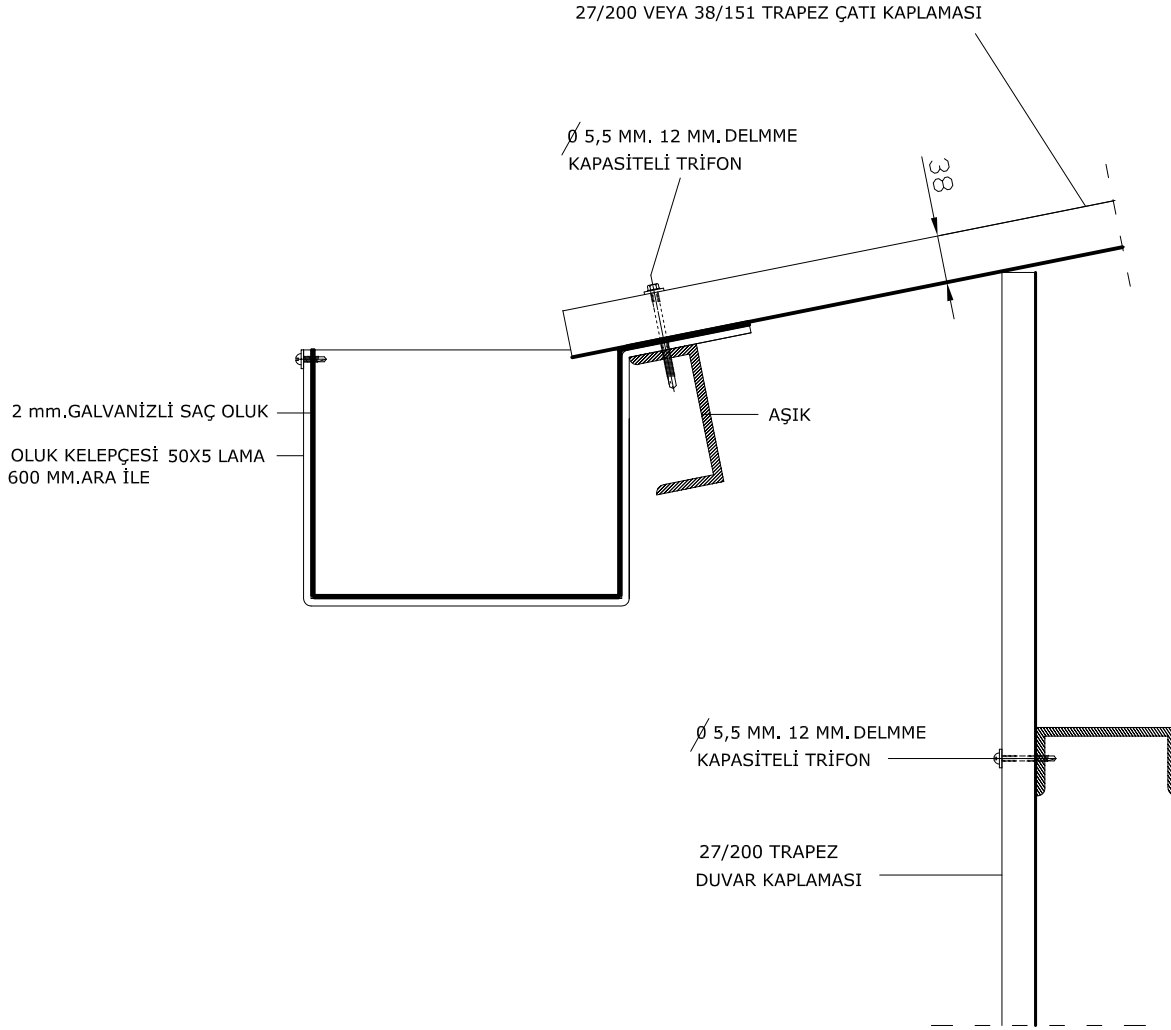 27/200 VEYA 38/151 TRAPEZ ÇATI KAPLAMASI
Ø 5,5 MM. 12 MM. DELMME
KAPASİTELİ TRİFON
38
2 mm.GALVANİZLİ SAÇ OLUK
AŞIK
OLUK KELEPÇESİ 50X5 LAMA
600 MM.ARA İLE
Ø 5,5 MM. 12 MM. DELMME
KAPASİTELİ TRİFON
27/200 TRAPEZ
DUVAR KAPLAMASI